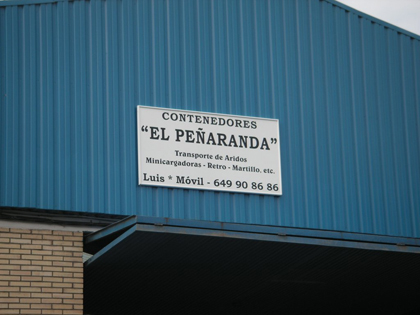 CONTENEDORES
"EL PEÑARANDA"
Transporte de Aridos
Minicargadoras - Retro - Martillo, etc.
Luis * Móvil - 649 90 86 86